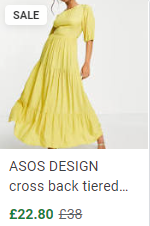 SALE
ASOS DESIGN
cross back tiered...
£22.80 £38